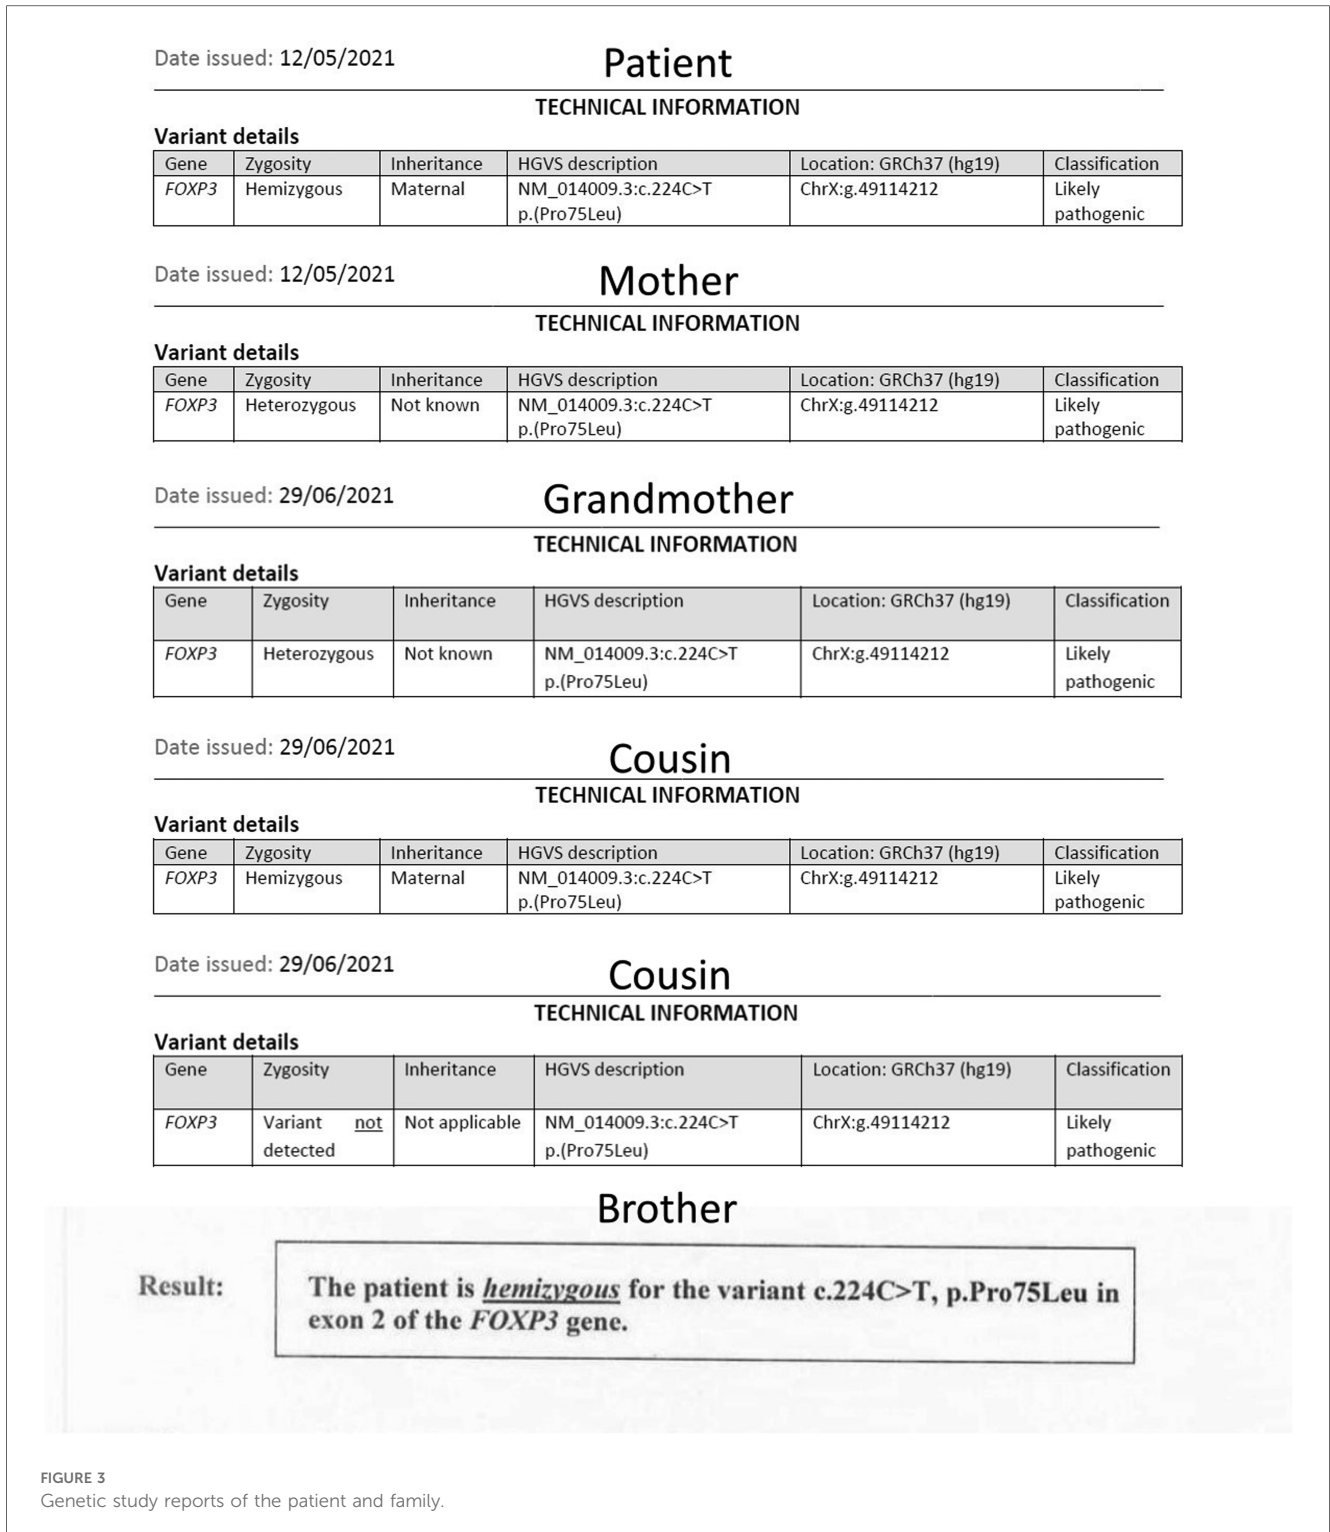 Date issued: 12/05/2021
Patient
TECHNICAL INFORMATION
Variant details
Gene Zygosity Inheritance HGVS description Location: GRCh37 (hg19) Classification
FOXP3 Hemizygous Maternal NM_014009.3:c.224C>T ChrX:g.49114212 Likely
p.(Pro75Leu) pathogenic
Date issued: 12/05/2021
Mother
TECHNICAL INFORMATION
Variant details
Gene Zygosity Inheritance HGVS description Location: GRCh37 (hg19) Classification
FOXP3 Heterozygous Not known NM_014009.3:c.224C>T ChrX:g.49114212 Likely
p.(Pro75Leu) pathogenic
Date issued: 29/06/2021
Grandmother
TECHNICAL INFORMATION
Variant details
Gene Zygosity Inheritance HGVS description Location: GRCh37 (hg19) Classification
FOXP3 Heterozygous Not known NM_014009.3:c.224C>T ChrX:g.49114212 Likely
p.(Pro75Leu) pathogenic
Date issued: 29/06/2021
Cousin
TECHNICAL INFORMATION
Variant details
Gene Zygosity Inheritance HGVS description Location: GRCh37 (hg19) Classification
FOXP3 Hemizygous Maternal NM_014009.3:c.224C>T ChrX:g.49114212 Likely
p.(Pro75Leu) pathogenic
Date issued: 29/06/2021
Cousin
TECHNICAL INFORMATION
Variant details
Gene Zygosity Inheritance HGVS description Location: GRCh37 (hg19) Classification
FOXP3 Variant not Not applicable NM_014009.3:c.224C>T ChrX:g.49114212 Likely
detected p.(Pro75Leu) pathogenic
Brother
Result: The patient is hemizygous for the variant c.224C>T, p.Pro75Leu in
exon 2 of the FOXP3 gene.
FIGURE 3
Genetic study reports of the patient and family.